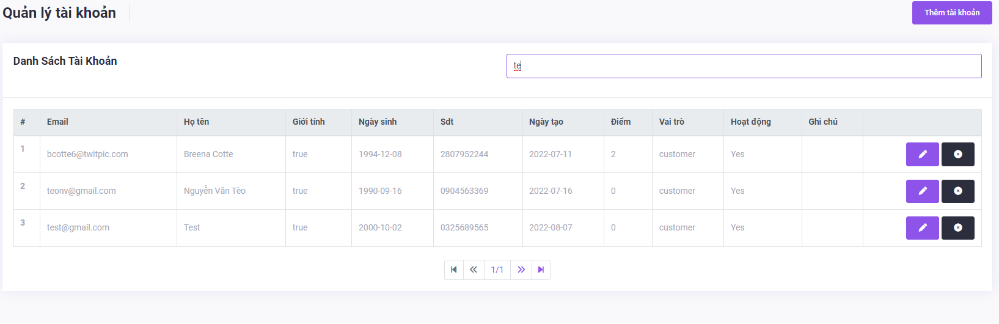 Quản lý tài khoản
Thêm tài khoản
Danh Sách Tài Khoản
te
# Email Họ tên Giới tính Ngày sinh Sdt Ngày tạo Điểm Vai trò Hoạt động Ghi chú
1 bcotte6@twitpic.com Breena Cotte true 1994-12-08 2807952244 2022-07-11 2 customer Yes
2 teonv@gmail.com Nguyễn Văn Tèo true 1990-09-16 0904563369 2022-07-16 0 customer Yes
3 test@gmail.com Test true 2000-10-02 0325689565 2022-08-07 0 customer Yes
1/1